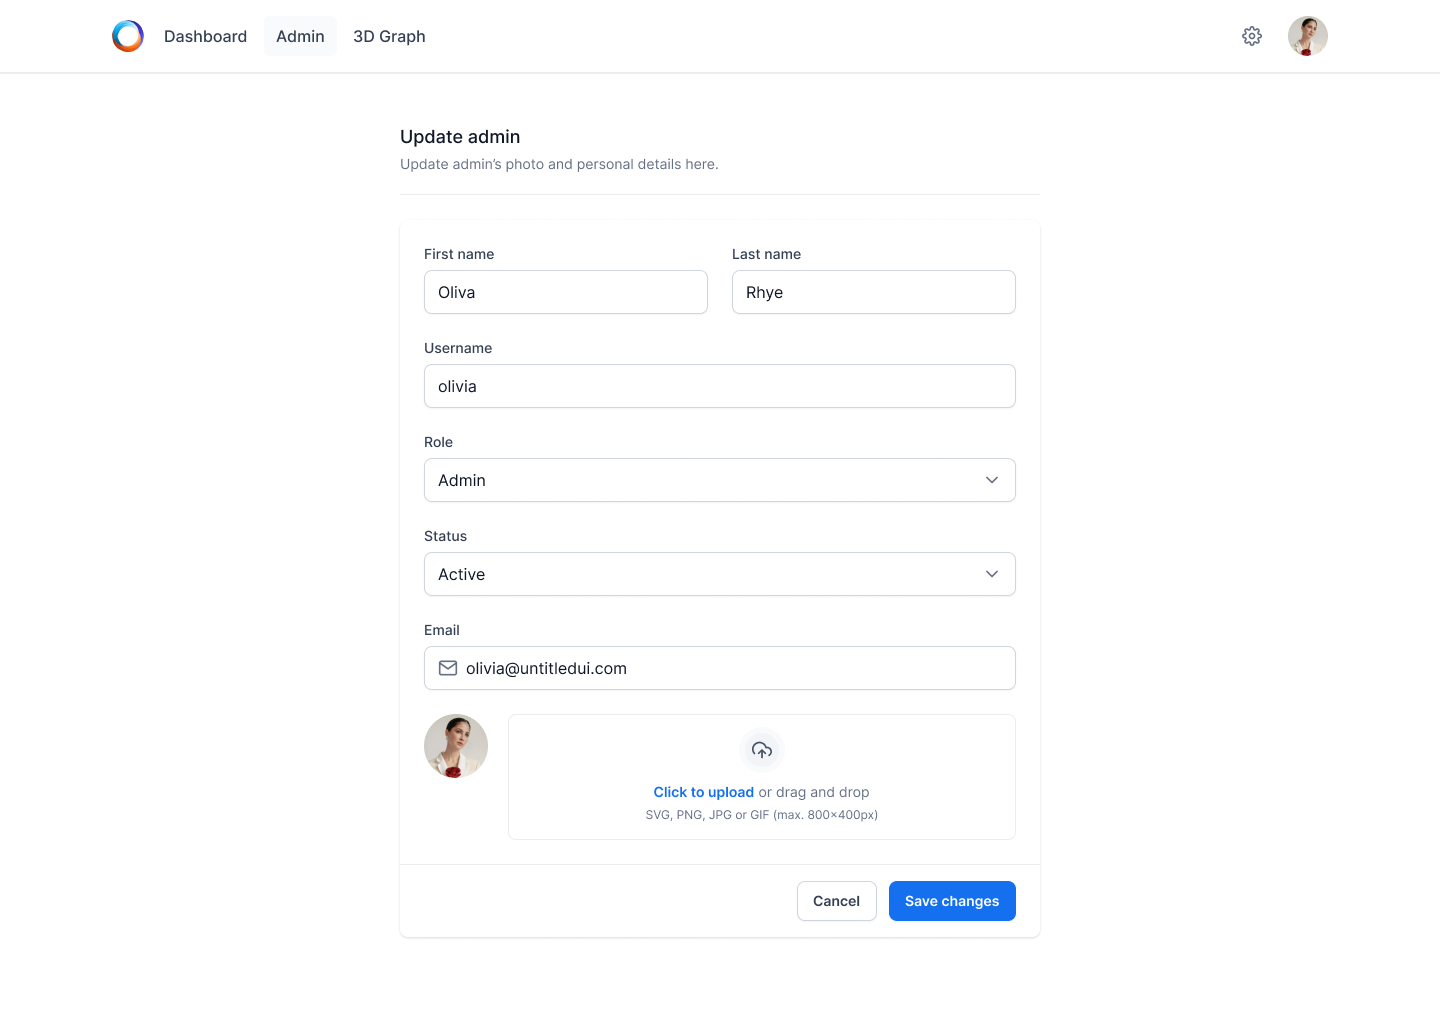 Dashboard Admin 3D Graph
Update admin
Update admin’s photo and personal details here.
First name Last name
Oliva Rhye
Username
olivia
Role
Admin
Status
Active
Email
olivia@untitledui.com
Click to upload or drag and drop
SVG, PNG, JPG or GIF (max. 800x400px)
Cancel Save changes